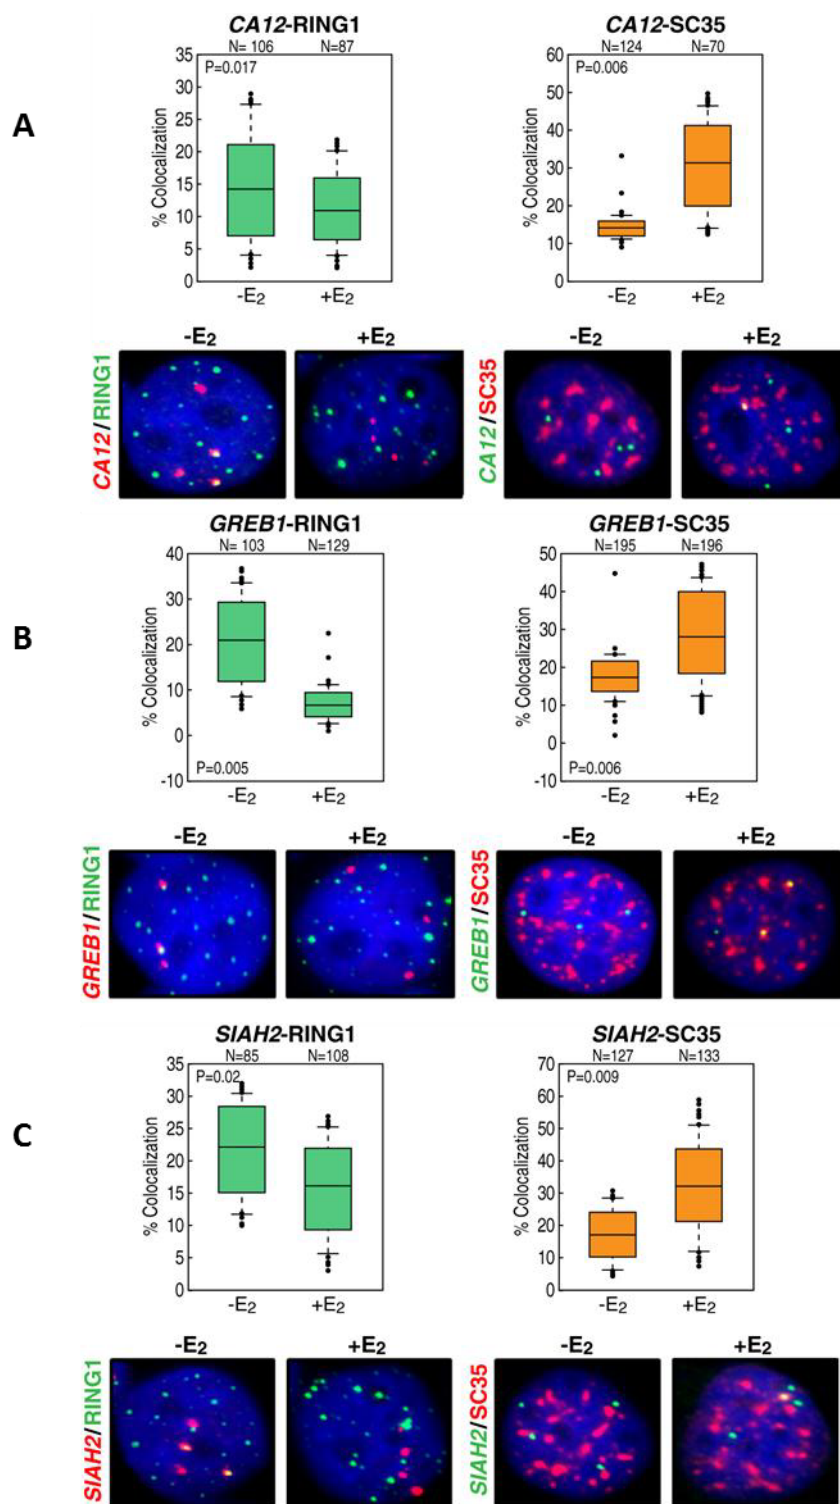 A
CA12-RING1
N= 106 N=87
P=0.017
35
30
25
20
15
10
5
0
% Colocalization
-E2 +E2
CA12-SC35
N=124 N=70
P=0.006
60
50
40
30
20
10
0
% Colocalization
-E2 +E2
-E2 +E2
CA12/RING1
-E2 +E2
CA12/SC35
B
GREB1-RING1
N= 103 N=129
40
30
20
10
0
-10
% Colocalization
P=0.005
-E2 +E2
GREB1-SC35
N=195 N=196
50
40
30
20
10
0
-10
% Colocalization
P=0.006
-E2 +E2
-E2 +E2
GREB1/RING1
-E2 +E2
GREB1/SC35
C
SIAH2-RING1
N=85 N=108
P=0.02
35
30
25
20
15
10
5
0
% Colocalization
-E2 +E2
SIAH2-SC35
N=127 N=133
P=0.009
70
60
50
40
30
20
10
0
% Colocalization
-E2 +E2
-E2 +E2
SIAH2/RING1
-E2 +E2
SIAH2/SC35